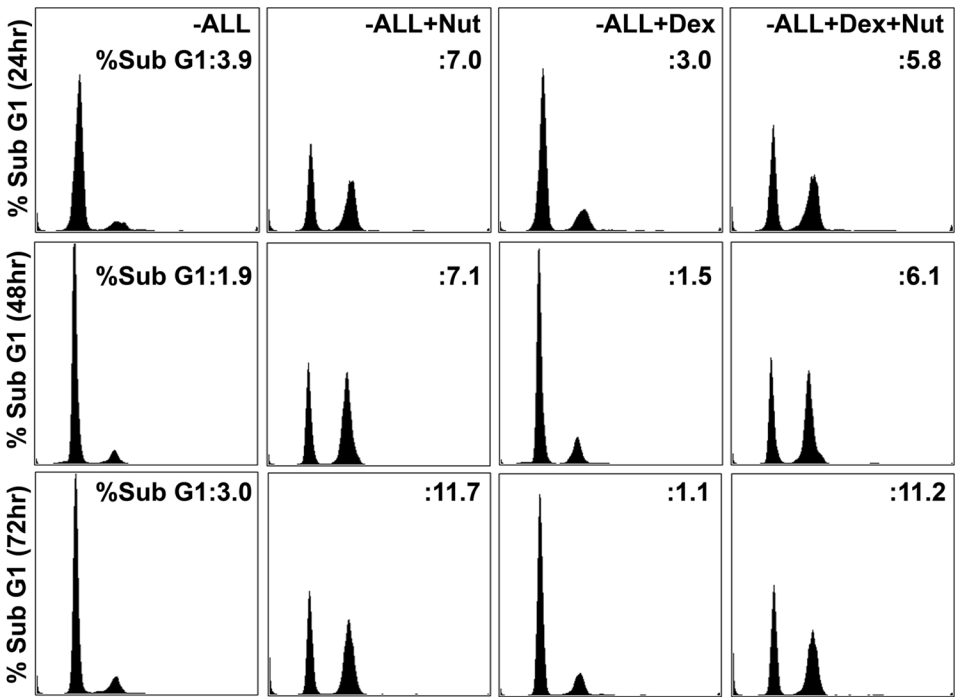 -ALL
-ALL+Nut
-ALL+Dex
-ALL+Dex+Nut
% Sub G1 (24hr)
%Sub G1:3.9
:7.0
:3.0
:5.8
% Sub G1 (48hr)
%Sub G1:1.9
:7.1
:1.5
:6.1
% Sub G1 (72hr)
%Sub G1:3.0
:11.7
:1.1
:11.2